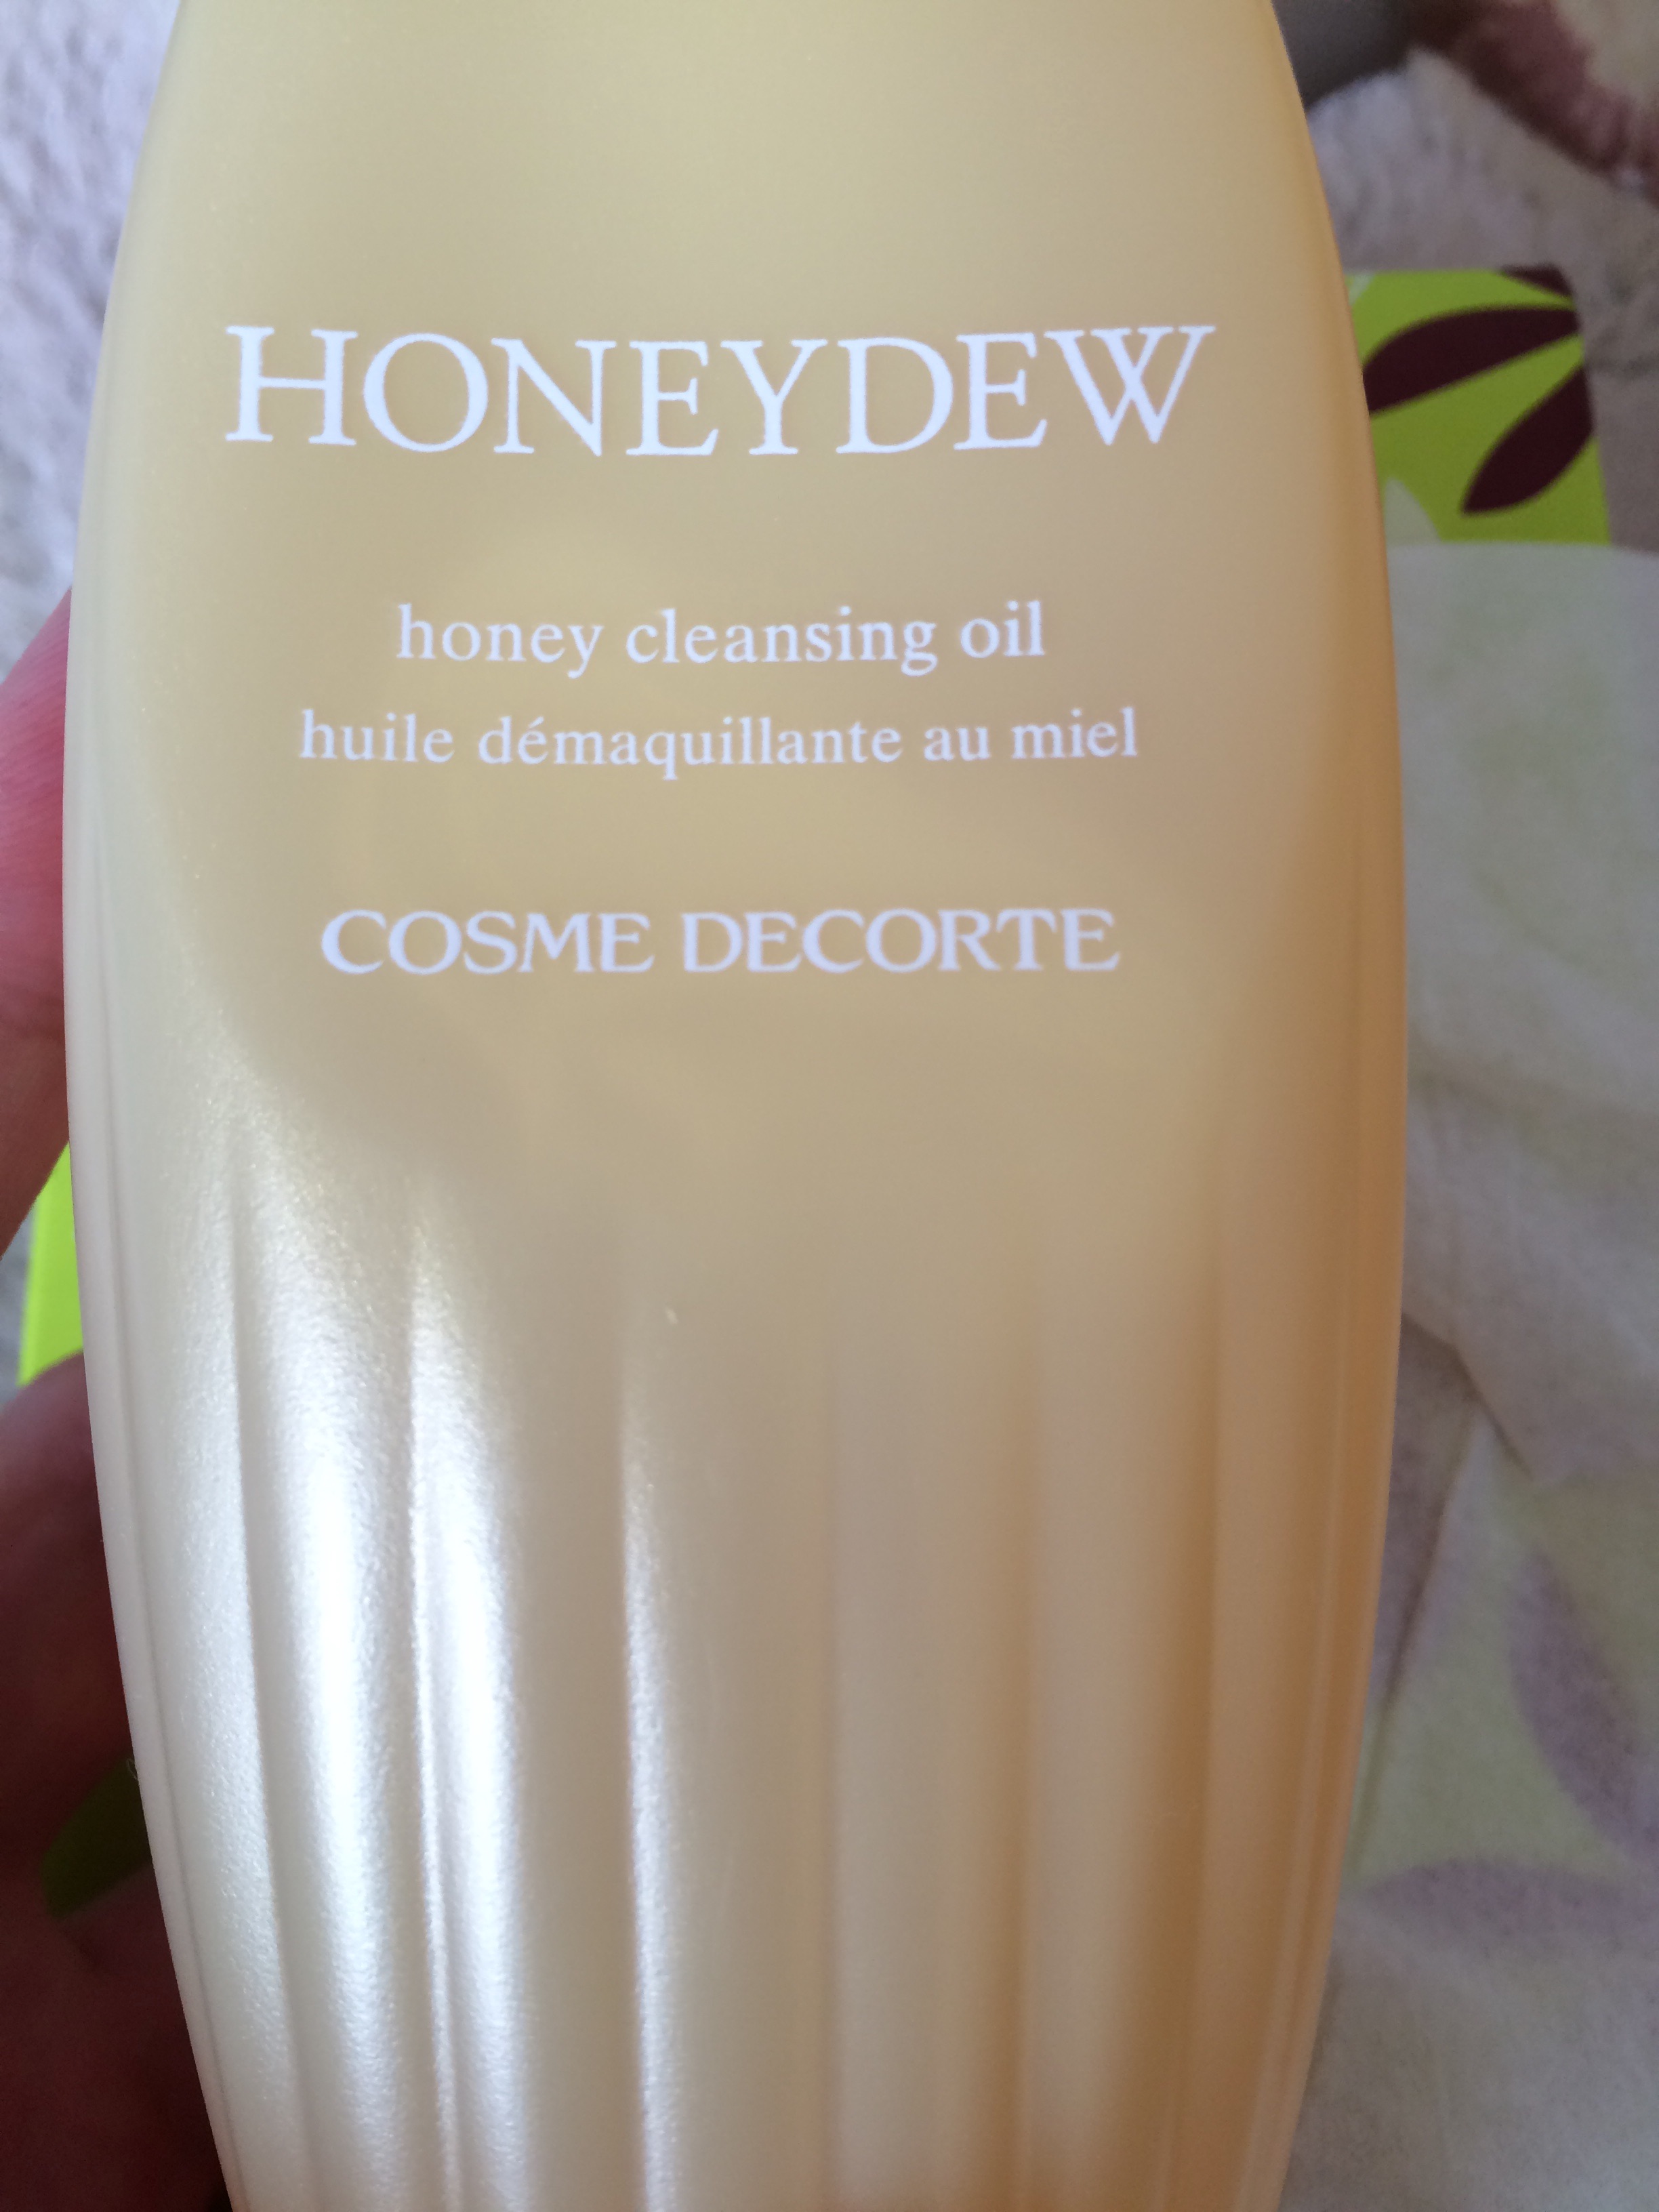 HONEYDEW
honey cleansing oil
huile démaquillante au miel
COSME DECORTE